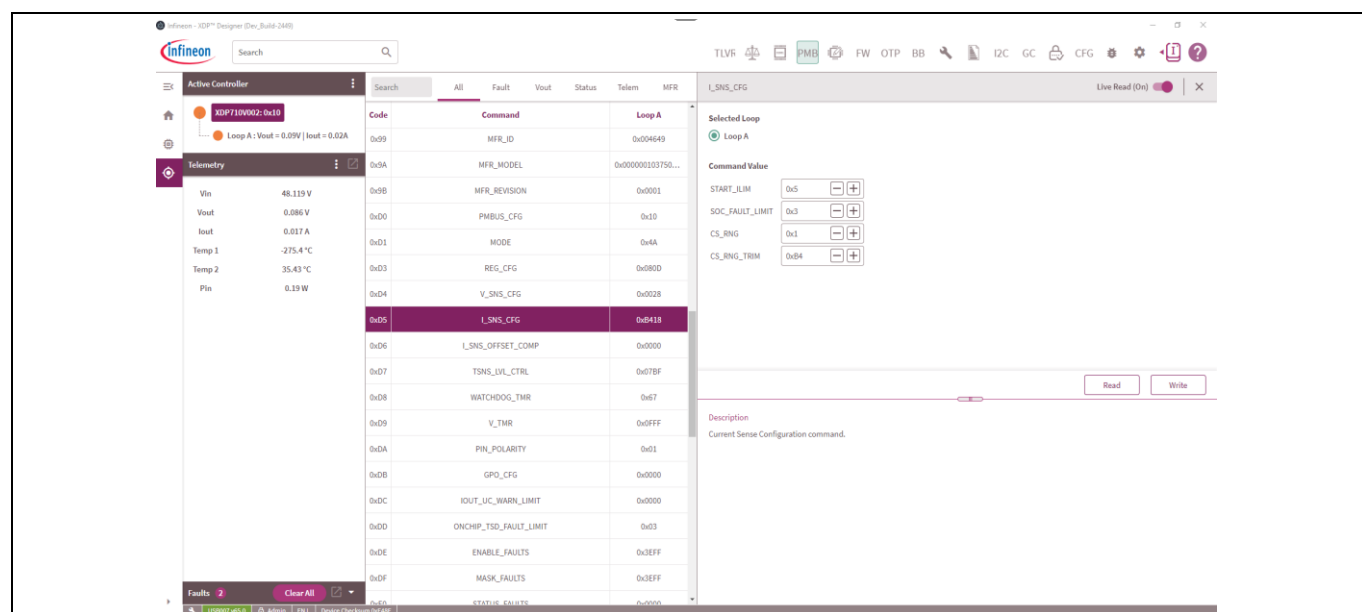 Infineon - XDP™ Designer (Dev_Build-2449)
infineon
Search
TLVR PMB FW OTP BB I2C GC CFG
Active Controller
XDP710V002: 0x10
Loop A : Vout = 0.09V | Iout = 0.02A
Telemetry
Vin 48.119 V
Vout 0.086 V
Iout 0.017 A
Temp 1 -275.4 °C
Temp 2 35.43 °C
Pin 0.19 W
Faults 2 Clear All
Search All Fault Vout Status Telem MFR
Code Command Loop A
0x99 MFR_ID 0x004649
0x9A MFR_MODEL 0x000000103750...
0x9B MFR_REVISION 0x0001
0xD0 PMBUS_CFG 0x10
0xD1 MODE 0x4A
0xD3 REG_CFG 0x080D
0xD4 V_SNS_CFG 0x0028
0xD5 I_SNS_CFG 0xB418
0xD6 I_SNS_OFFSET_COMP 0x0000
0xD7 TSNS_LVL_CTRL 0x07BF
0xD8 WATCHDOG_TMR 0x67
0xD9 V_TMR 0x0FFF
0xDA PIN_POLARITY 0x01
0xDB GPO_CFG 0x0000
0xDC IOUT_UC_WARN_LIMIT 0x0000
0xDD ONCHIP_TSD_FAULT_LIMIT 0x03
0xDE ENABLE_FAULTS 0x3EFF
0xDF MASK_FAULTS 0x3EFF
0xE0 STATUS_FAULTS 0x0000
I_SNS_CFG Live Read (On)
Selected Loop
Loop A
Command Value
START_ILIM 0x5
SOC_FAULT_LIMIT 0x3
CS_RNG 0x1
CS_RNG_TRIM 0xB4
Read Write
Description
Current Sense Configuration command.
Admin